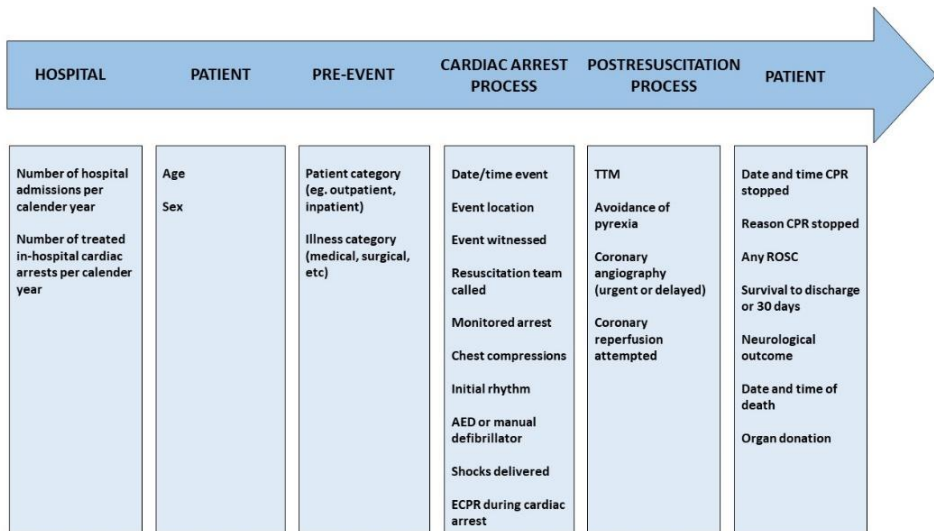 HOSPITAL
PATIENT
PRE-EVENT
CARDIAC ARREST
PROCESS
POSTRESUSCITATION
PROCESS
PATIENT
Number of hospital
admissions per
calender year
Number of treated
in-hospital cardiac
arrests per calender
year
Age
Sex
Patient category
(eg. outpatient,
inpatient)
Illness category
(medical, surgical,
etc)
Date/time event
Event location
Event witnessed
Resuscitation team
called
Monitored arrest
Chest compressions
Initial rhythm
AED or manual
defibrillator
Shocks delivered
ECPR during cardiac
arrest
TTM
Avoidance of
pyrexia
Coronary
angiography
(urgent or delayed)
Coronary
reperfusion
attempted
Date and time CPR
stopped
Reason CPR stopped
Any ROSC
Survival to discharge
or 30 days
Neurological
outcome
Date and time of
death
Organ donation